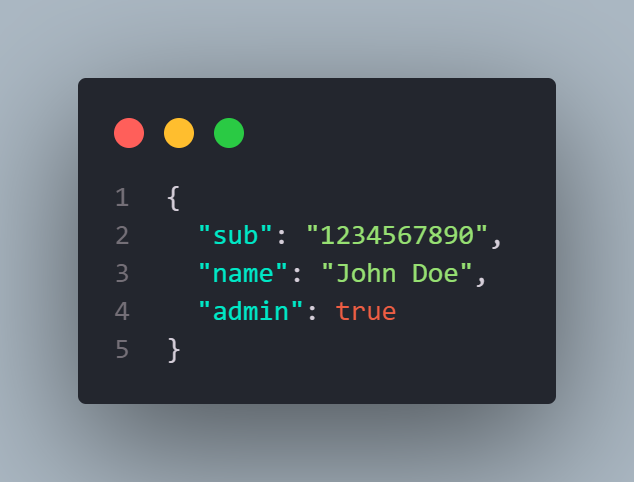 1 {
2   "sub": "1234567890",
3   "name": "John Doe",
4   "admin": true
5 }